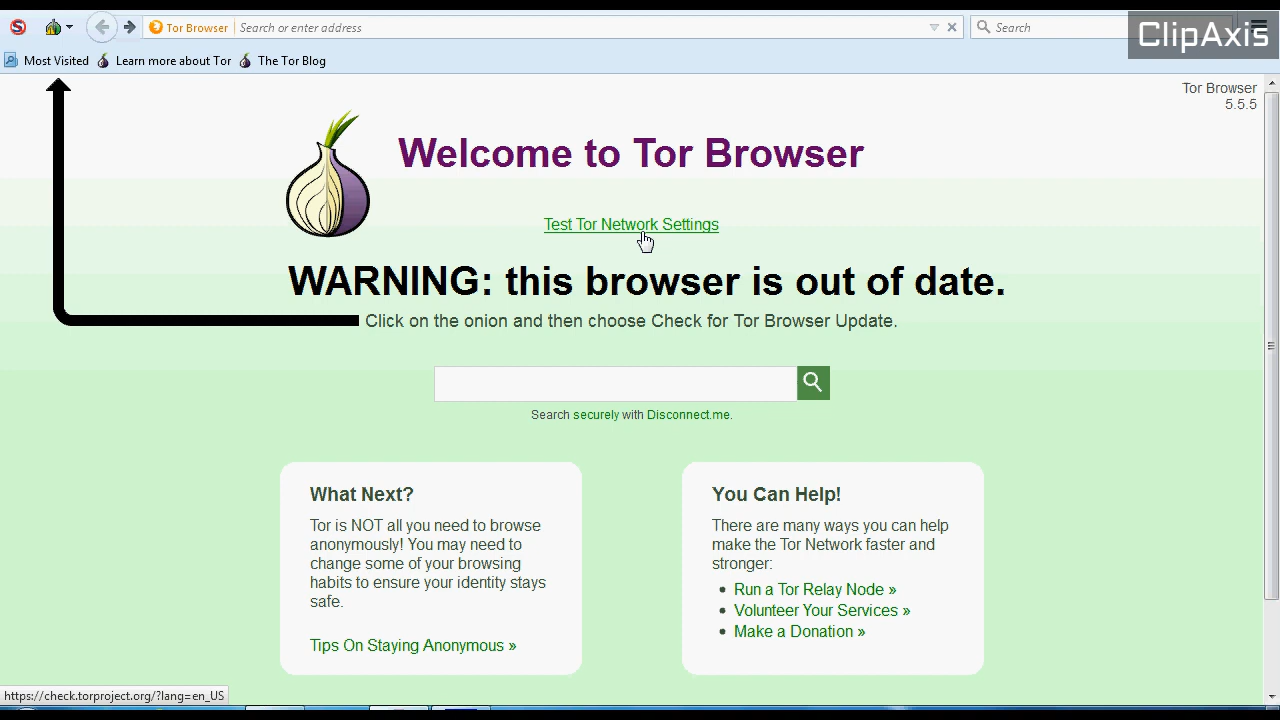 Tor Browser
Search or enter address
Search
ClipAxis
Most Visited
Learn more about Tor
The Tor Blog
Tor Browser
5.5.5
Welcome to Tor Browser
Test Tor Network Settings
WARNING: this browser is out of date.
Click on the onion and then choose Check for Tor Browser Update.
Search securely with Disconnect.me.
What Next?
Tor is NOT all you need to browse
anonymously! You may need to
change some of your browsing
habits to ensure your identity stays
safe.
Tips On Staying Anonymous »
You Can Help!
There are many ways you can help
make the Tor Network faster and
stronger:
Run a Tor Relay Node »
Volunteer Your Services »
Make a Donation »
https://check.torproject.org/?lang=en_US